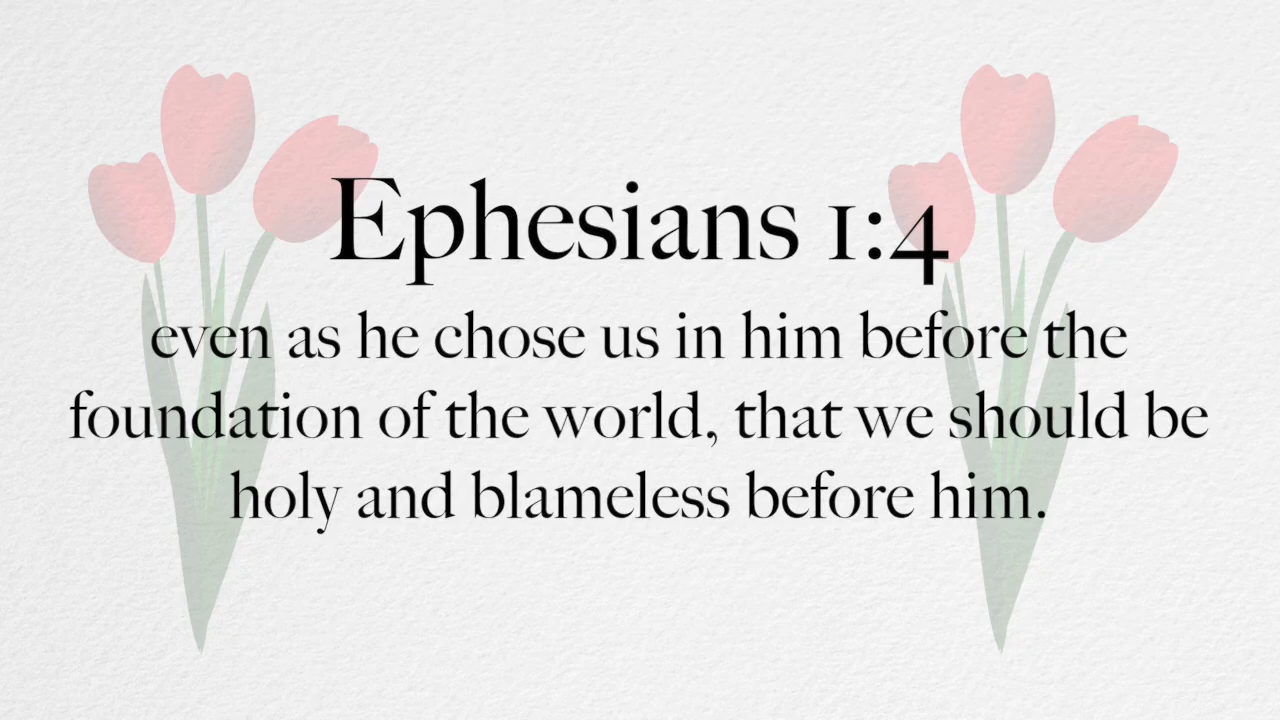 Ephesians 1:4
even as he chose us in him before the
foundation of the world, that we should be
holy and blameless before him.